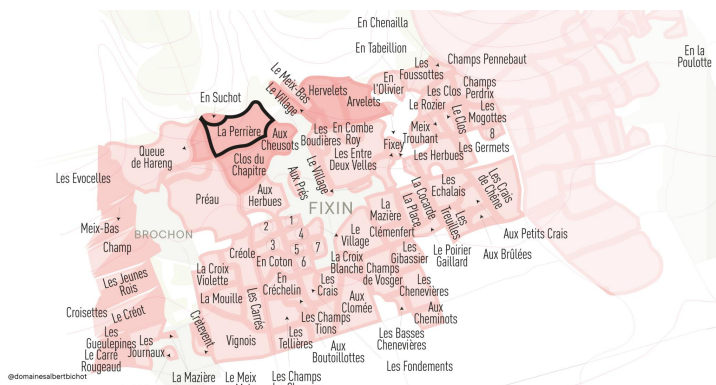 En Chenailla
En Tabeillion
Les
Foussottes
Champs Pennebaut
En la
Poulotte
Le Meix-Bas
Le Village
Hervelets
Arvelets
En
l'Olivier
Les Clos
Champs
Perdrix
En Suchot
La Perrière
Aux
Cheusots
Les
Boudières
En Combe
Roy
Le Rozier
Le Clos
Les
Mogottes
8
Meix
Trouhant
Fixey
Les Germets
Queue
de Hareng
Clos du
Chapitre
Les Entre
Deux Velles
Les Herbues
Les Evocelles
Préau
Aux
Herbues
Aux Prés
Le Village
Les
Echalais
Les Crais
de Chêne
FIXIN
La
Mazière
La Cocarde
La Place
Les
Treuilles
Meix-Bas
Champ
BROCHON
1
2
3
4
5
6
7
Le
Village
Clémenfert
Les
Gibassier
Le Poirier
Gaillard
Aux Petits Crais
Aux Brûlées
Créole
En Coton
La Croix
Blanche
Champs
de Vosger
Les Jeunes
Rois
La Croix
Violette
La Mouille
Les Carrés
En
Créchelin
Les
Crais
Aux
Clomée
Les
Chenevières
Croisettes
Le Créot
Crètevent
Les Champs
Tions
Aux
Cheminots
Les
Gueulepines
Les
Journaux
Vignois
Les
Tellières
Aux
Boutoillottes
Les Basses
Chenevières
Le Carré
Rougeaud
Les Fondements
@domainesalbertbichot
La Mazière
Le Meix
Les Champs